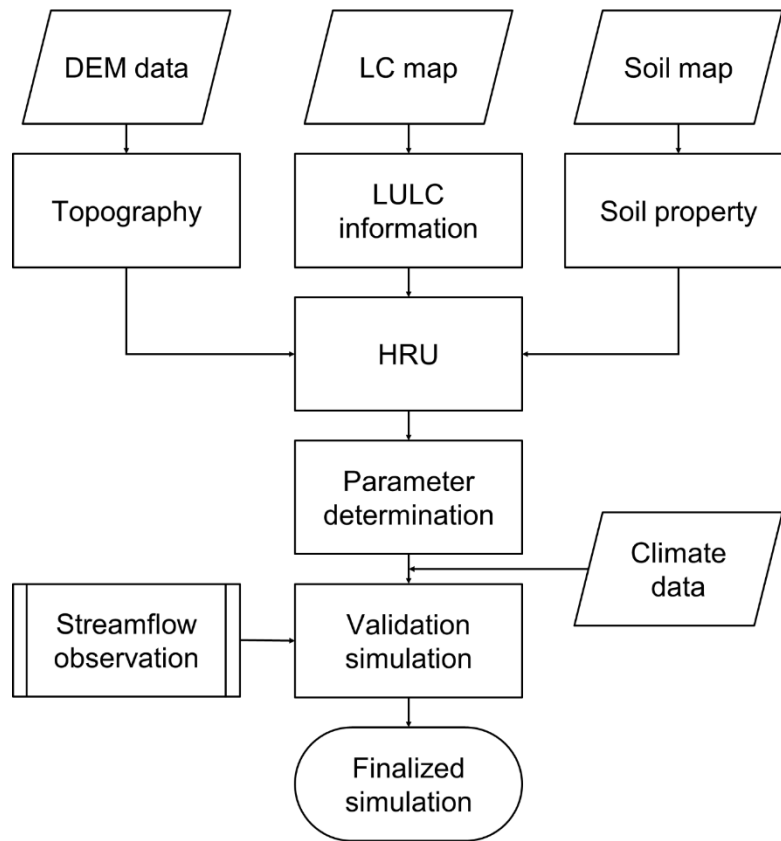 DEM data
LC map
Soil map
Topography
LULC
information
Soil property
HRU
Parameter
determination
Climate
data
Streamflow
observation
Validation
simulation
Finalized
simulation